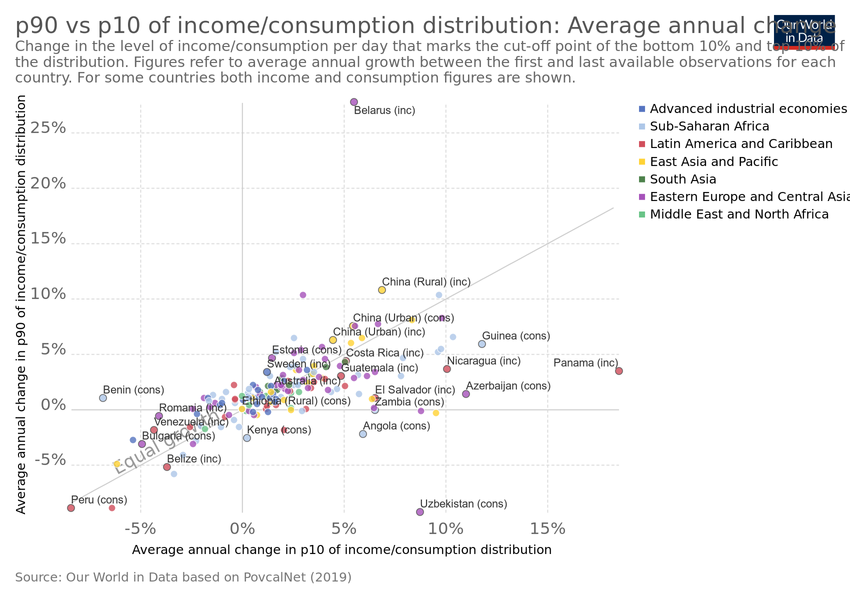 p90 vs p10 of income/consumption distribution: Average annual
Our World
in Data
Change in the level of income/consumption per day that marks the cut-off point of the bottom 10% and top 10% of
the distribution. Figures refer to average annual growth between the first and last available observations for each
country. For some countries both income and consumption figures are shown.
Average annual change in p90 of income/consumption distribution
25%
20%
15%
10%
5%
0%
-5%
Belarus (inc)
China (Rural) (inc)
China (Urban) (cons)
China (Urban) (inc)
Guinea (cons)
Estonia (cons)
Costa Rica (inc)
Sweden (inc)
Guatemala (inc)
Nicaragua (inc)
Panama (inc)
Australia (inc)
Benin (cons)
El Salvador (inc)
Azerbaijan (cons)
Ethiopia (Rural) (cons)
Zambia (cons)
Romania (inc)
Venezuela (inc)
Bulgaria (cons)
Kenya (cons)
Angola (cons)
Equal growth
Belize (inc)
Peru (cons)
Uzbekistan (cons)
-5%
0%
5%
10%
15%
Average annual change in p10 of income/consumption distribution
Advanced industrial economies
Sub-Saharan Africa
Latin America and Caribbean
East Asia and Pacific
South Asia
Eastern Europe and Central Asia
Middle East and North Africa
Source: Our World in Data based on PovcalNet (2019)